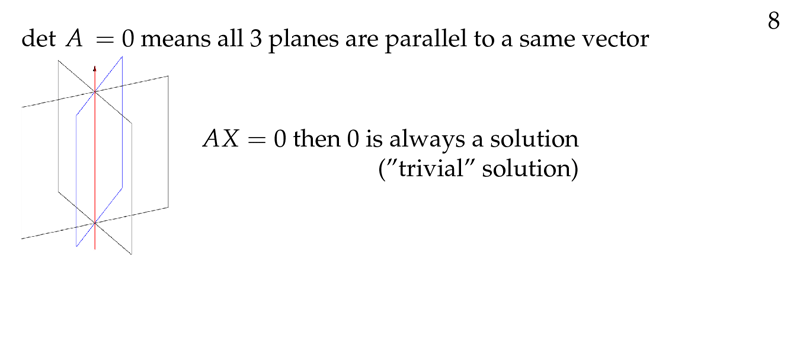 8
det A = 0 means all 3 planes are parallel to a same vector
AX = 0 then 0 is always a solution
(”trivial” solution)